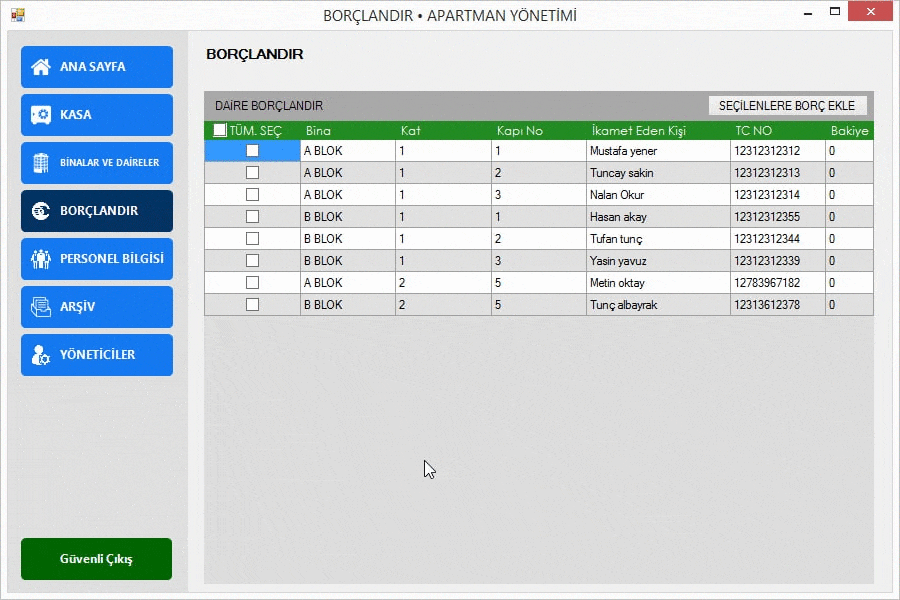 BORÇLANDIR • APARTMAN YÖNETİMİ
ANA SAYFA
KASA
BİNALAR VE DAİRELER
BORÇLANDIR
PERSONEL BİLGİSİ
ARŞİV
YÖNETİCİLER
Güvenli Çıkış
BORÇLANDIR
DAİRE BORÇLANDIR SEÇİLENLERE BORÇ EKLE
TÜM. SEÇ Bina Kat Kapı No İkamet Eden Kişi TC NO Bakiye
A BLOK 1 1 Mustafa yener 12312312312 0
A BLOK 1 2 Tuncay sakin 12312312313 0
A BLOK 1 3 Nalan Okur 12312312314 0
B BLOK 1 1 Hasan akay 12312312355 0
B BLOK 1 2 Tufan tunç 12312312344 0
B BLOK 1 3 Yasin yavuz 12312312339 0
A BLOK 2 5 Metin oktay 12783967182 0
B BLOK 2 5 Tunç albayrak 12313612378 0